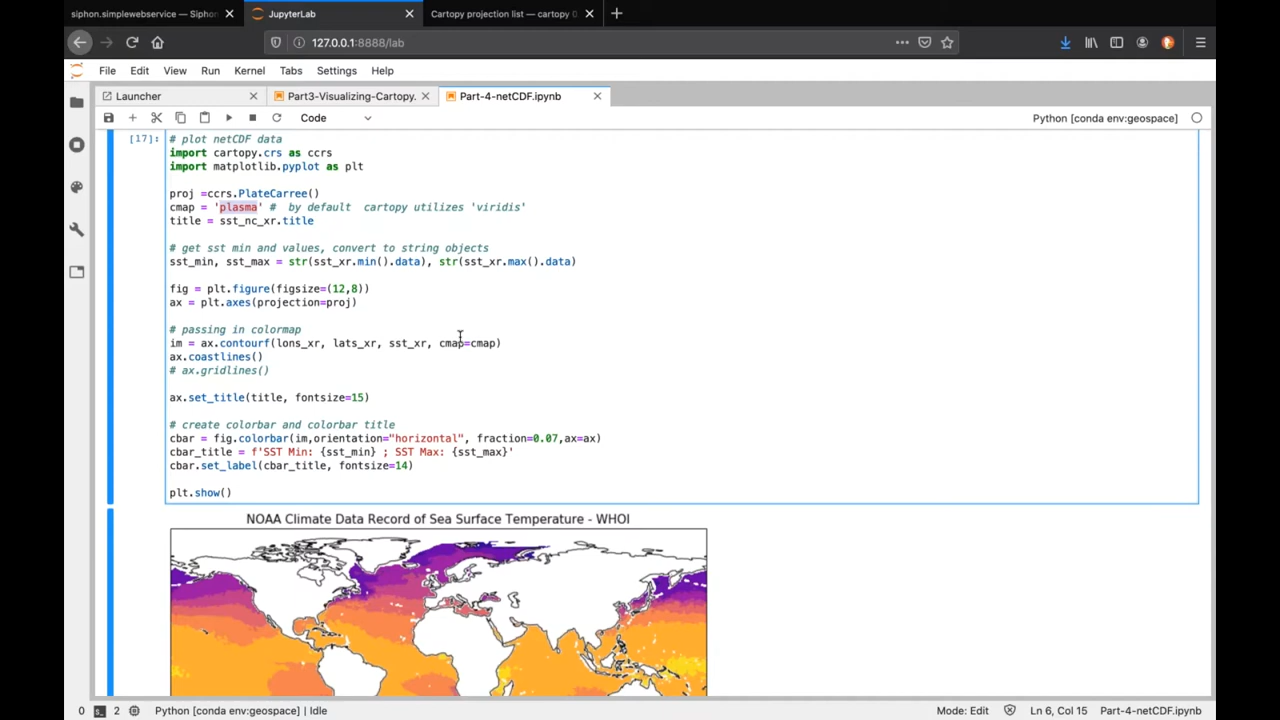 siphon.simplewebservice — Siphon
JupyterLab
Cartopy projection list — cartopy 0
127.0.0.1:8888/lab
File Edit View Run Kernel Tabs Settings Help
Launcher
Part3-Visualizing-Cartopy.
Part-4-netCDF.ipynb
Code
Python [conda env:geospace]
[17]:
# plot netCDF data
import cartopy.crs as ccrs
import matplotlib.pyplot as plt
proj =ccrs.PlateCarree()
cmap = 'plasma' #  by default  cartopy utilizes 'viridis'
title = sst_nc_xr.title
# get sst min and values, convert to string objects
sst_min, sst_max = str(sst_xr.min().data), str(sst_xr.max().data)
fig = plt.figure(figsize=(12,8))
ax = plt.axes(projection=proj)
# passing in colormap
im = ax.contourf(lons_xr, lats_xr, sst_xr, cmap=cmap)
ax.coastlines()
# ax.gridlines()
ax.set_title(title, fontsize=15)
# create colorbar and colorbar title
cbar = fig.colorbar(im,orientation="horizontal", fraction=0.07,ax=ax)
cbar_title = f'SST Min: {sst_min} ; SST Max: {sst_max}'
cbar.set_label(cbar_title, fontsize=14)
plt.show()
NOAA Climate Data Record of Sea Surface Temperature - WHOI
0
2
Python [conda env:geospace] | Idle
Mode: Edit
Ln 6, Col 15
Part-4-netCDF.ipynb